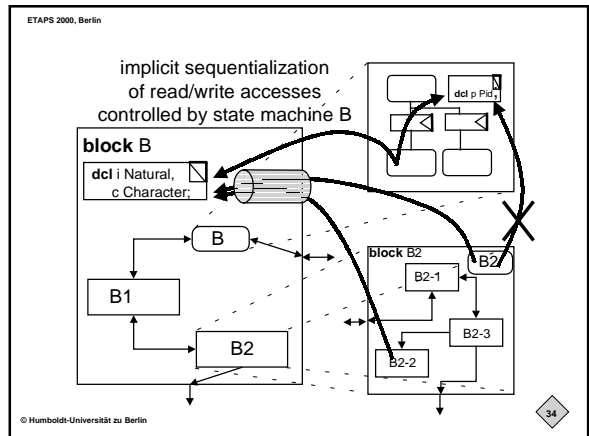 ETAPS 2000, Berlin
implicit sequentialization
of read/write accesses
controlled by state machine B
dcl p Pid;
block B
dcl i Natural,
c Character;
B
B1
B2
block B2
B2
B2-1
B2-3
B2-2
© Humboldt-Universität zu Berlin
34